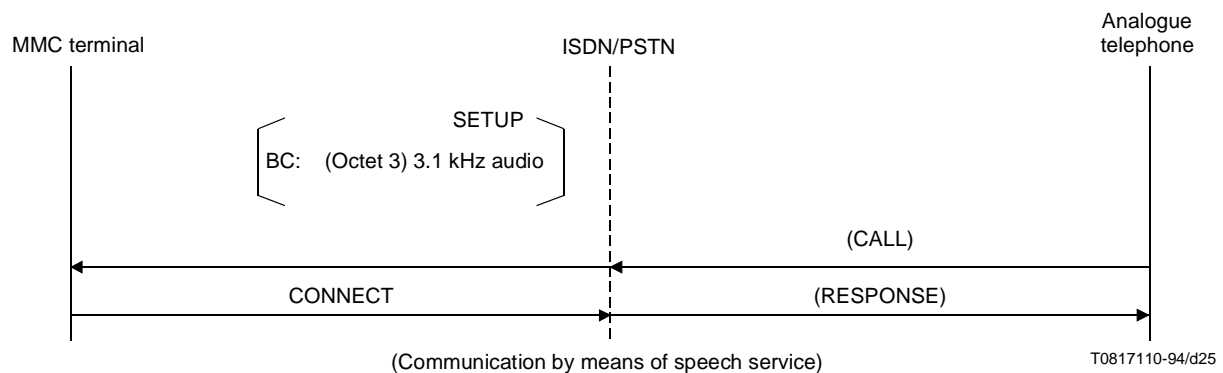 Analogue
telephone
MMC terminal
ISDN/PSTN
SETUP
BC: (Octet 3) 3.1 kHz audio
(CALL)
CONNECT
(RESPONSE)
(Communication by means of speech service)
T0817110-94/d25